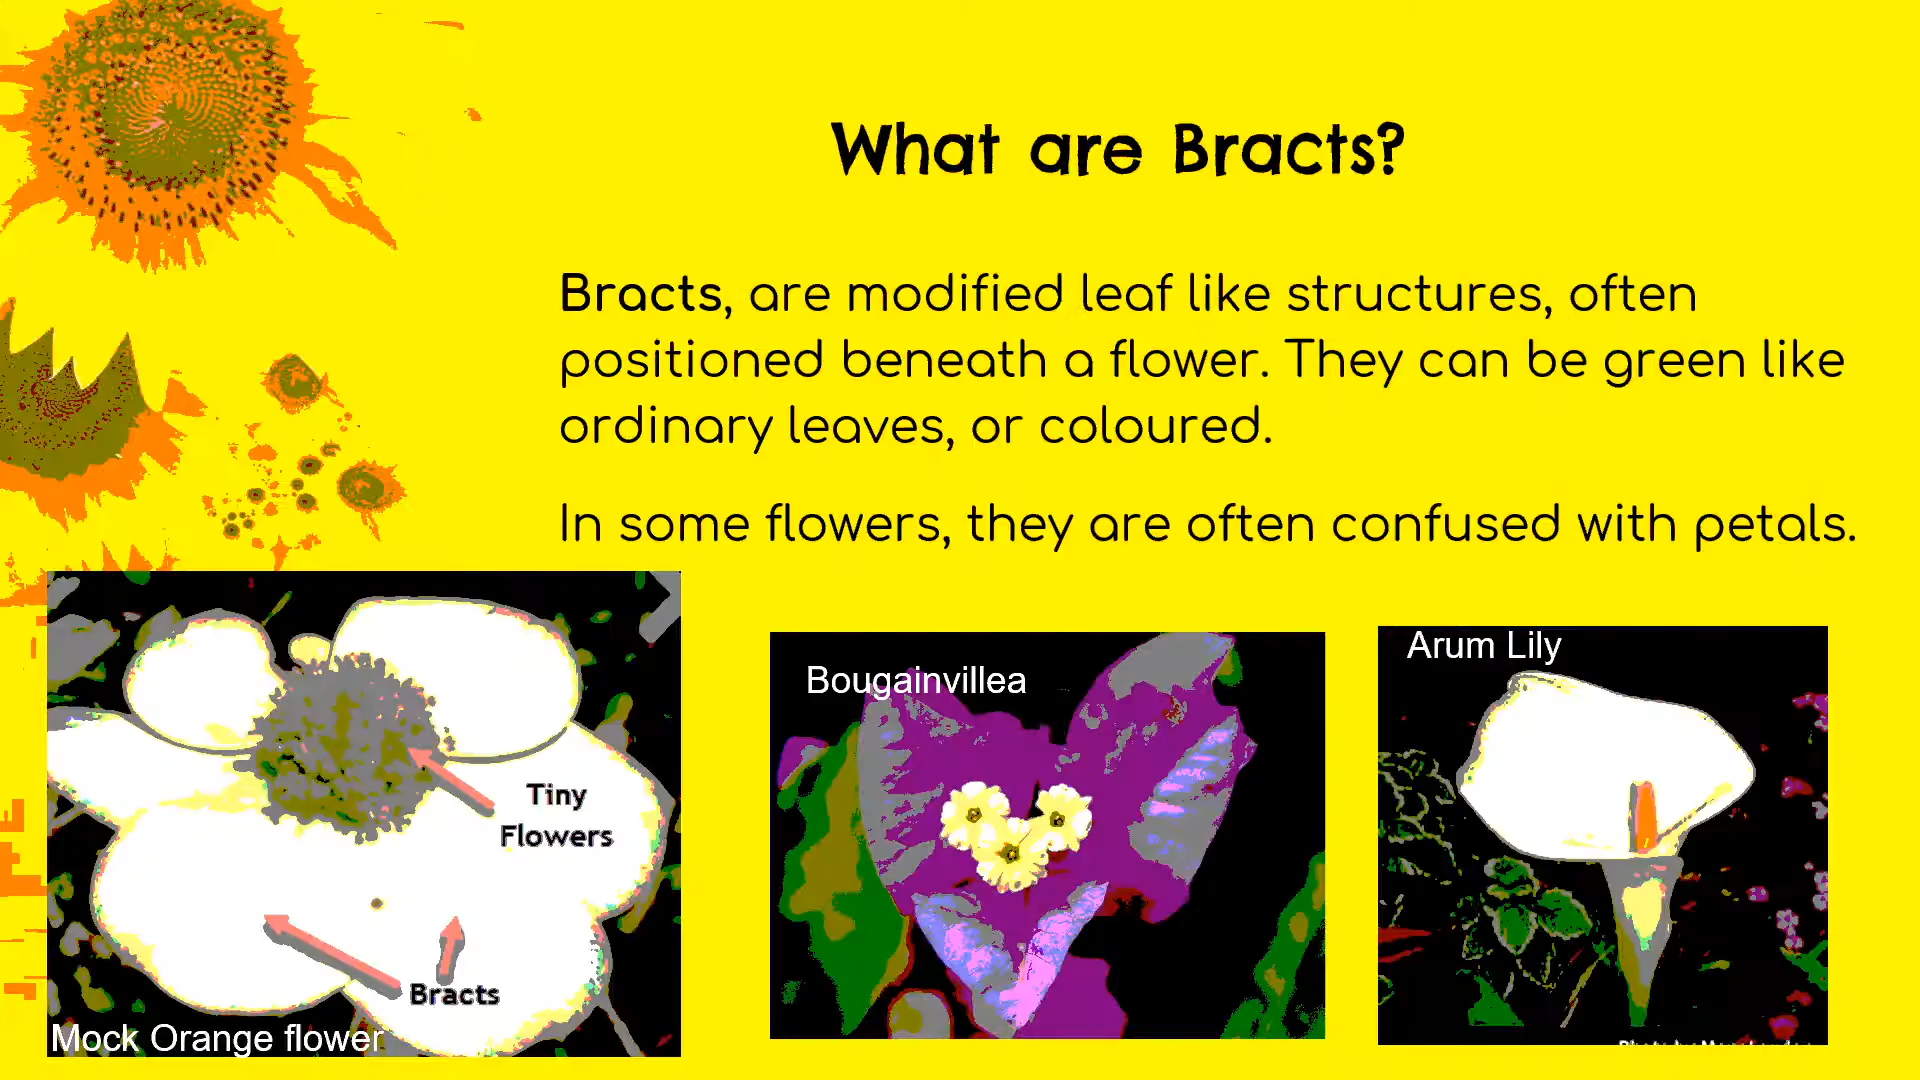 What are Bracts?
Bracts, are modified leaf like structures, often
positioned beneath a flower. They can be green like
ordinary leaves, or coloured.
In some flowers, they are often confused with petals.
Tiny
Flowers
Bracts
Mock Orange flower
Bougainvillea
Arum Lily